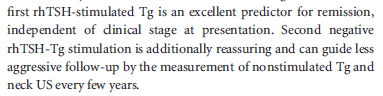 first rhTSH-stimulated Tg is an excellent predictor for remission,
independent of clinical stage at presentation. Second negative
rhTSH-Tg stimulation is additionally reassuring and can guide less
aggressive follow-up by the measurement of nonstimulated Tg and
neck US every few years.